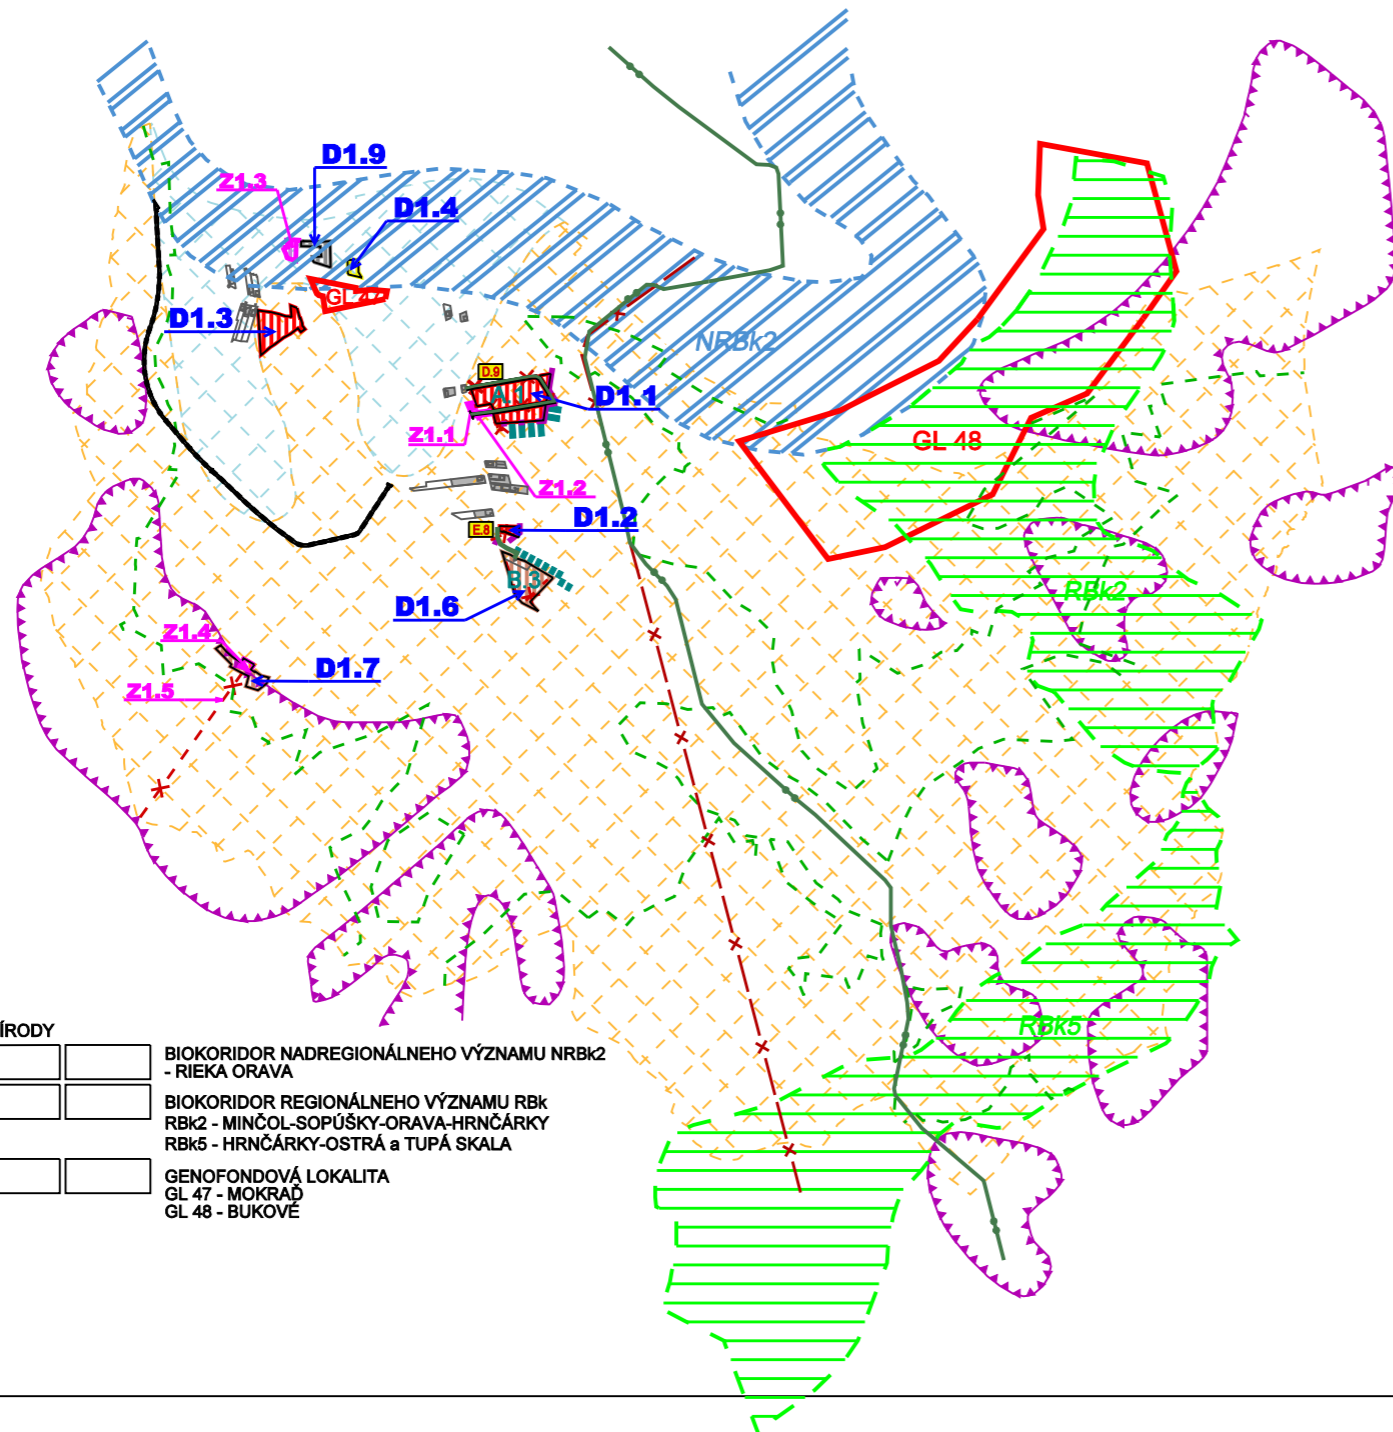 D1.9
Z1.3
D1.4
GL 47
D1.3
NRBk2
D.9
A.1
D1.1
Z1.1
GL 48
Z1.2
D1.2
E.8
B.3
RBk2
D1.6
Z1.4
D1.7
Z1.5
RBk5
ÍRODY
BIOKORIDOR NADREGIONÁLNEHO VÝZNAMU NRBk2
- RIEKA ORAVA
BIOKORIDOR REGIONÁLNEHO VÝZNAMU RBk
RBk2 - MINČOL-SOPÚŠKY-ORAVA-HRNČÁRKY
RBk5 - HRNČÁRKY-OSTRÁ a TUPÁ SKALA
GENOFONDOVÁ LOKALITA
GL 47 - MOKRAĎ
GL 48 - BUKOVÉ